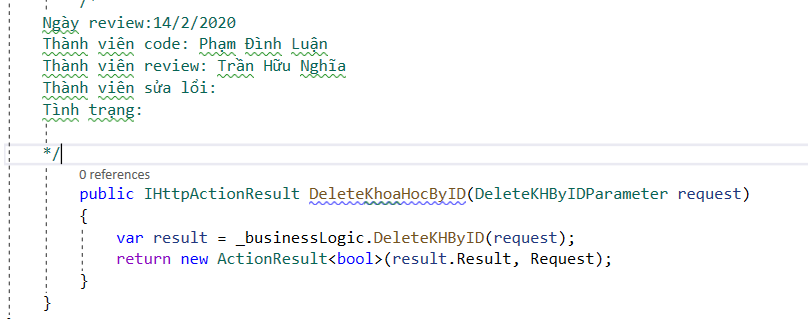 /*
Ngày review:14/2/2020
Thành viên code: Phạm Đình Luận
Thành viên review: Trần Hữu Nghĩa
Thành viên sửa lổi:
Tình trạng:
*/
0 references
public IHttpActionResult DeleteKhoaHocByID(DeleteKHByIDParameter request)
{
var result = _businessLogic.DeleteKHByID(request);
return new ActionResult<bool>(result.Result, Request);
}
}